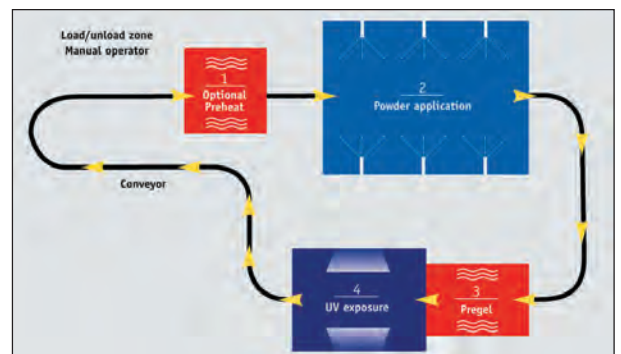 Load/unload zone
Manual operator
1
Optional
Preheat
2
Powder application
Conveyor
4
UV exposure
3
Pregel